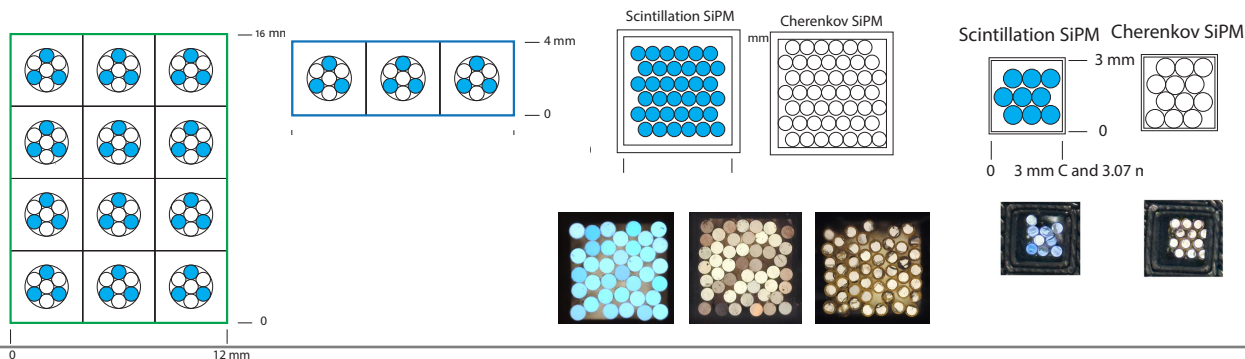 16 mm
0
0
12 mm
4 mm
0
Scintillation SiPM
Cherenkov SiPM
mm
Scintillation SiPM
Cherenkov SiPM
3 mm
0
0
3 mm C and 3.07 n